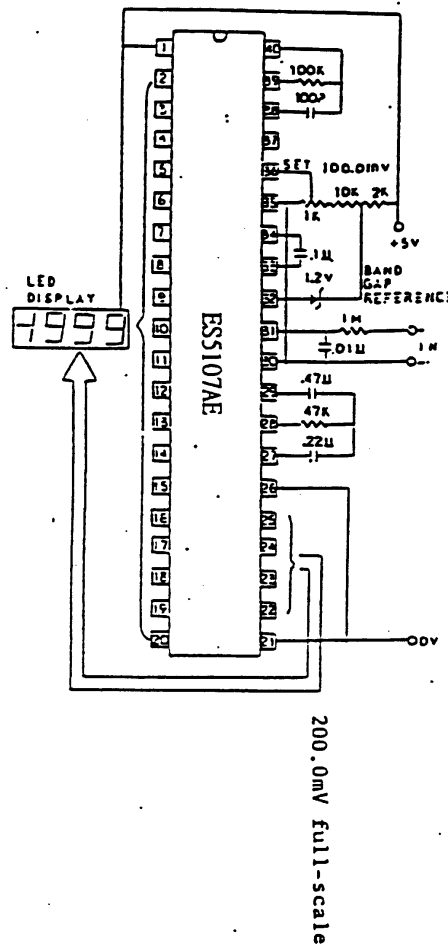 1
2
3
4
5
6
7
8
9
10
11
12
13
14
15
16
17
18
19
20
40
39
38
37
36
35
34
33
32
31
30
29
28
27
26
25
24
23
22
21
ES5107AE
LED
DISPLAY
-1999
100K
100P
SET 100.0mV
10K 2K
1K
+5V
.1µ
1.2V
BAND
GAP
REFERENCE
1M
+
IN
.01µ
-
.47µ
47K
.22µ
0V
200.0mV full-scale